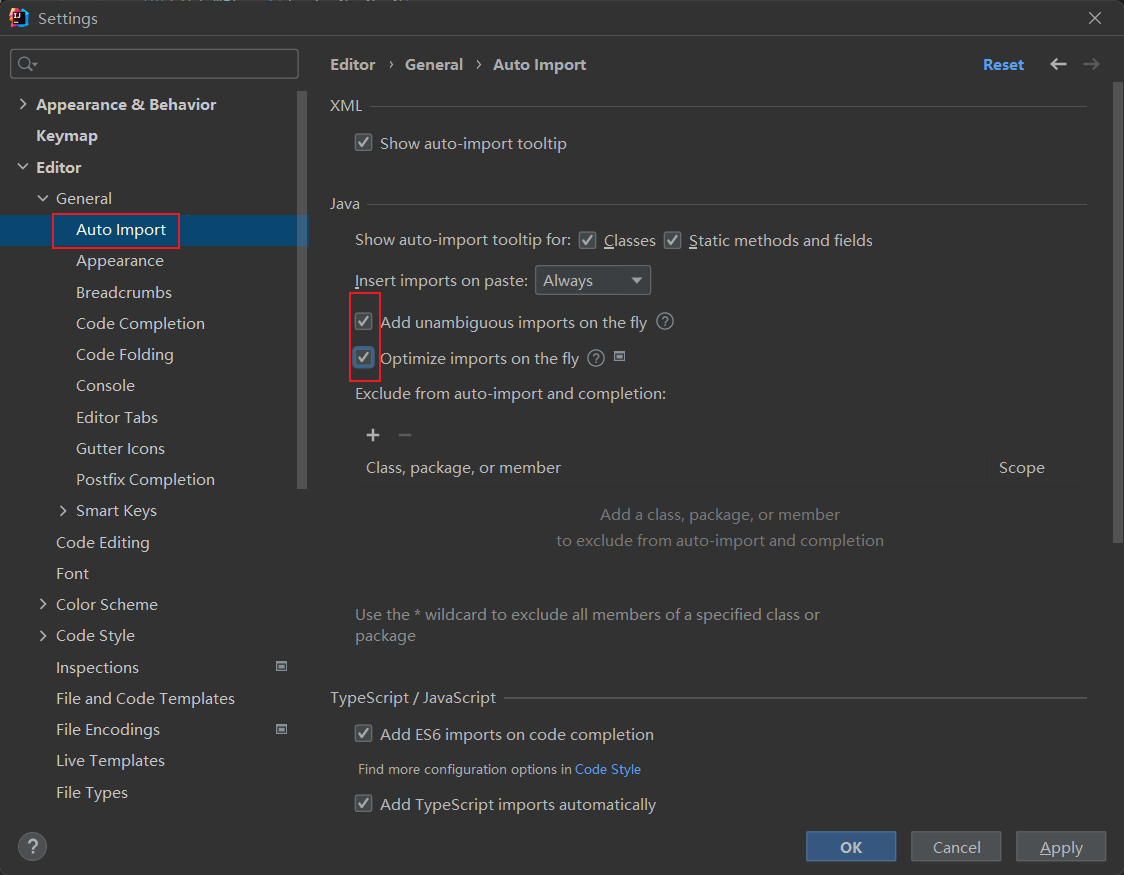 Settings
Editor › General › Auto Import
Reset
Appearance & Behavior
Keymap
Editor
General
Auto Import
Appearance
Breadcrumbs
Code Completion
Code Folding
Console
Editor Tabs
Gutter Icons
Postfix Completion
Smart Keys
Code Editing
Font
Color Scheme
Code Style
Inspections
File and Code Templates
File Encodings
Live Templates
File Types
XML
Show auto-import tooltip
Java
Show auto-import tooltip for: Classes Static methods and fields
Insert imports on paste: Always
Add unambiguous imports on the fly ?
Optimize imports on the fly ?
Exclude from auto-import and completion:
Class, package, or member Scope
Add a class, package, or member
to exclude from auto-import and completion
Use the * wildcard to exclude all members of a specified class or
package
TypeScript / JavaScript
Add ES6 imports on code completion
Find more configuration options in Code Style
Add TypeScript imports automatically
? OK Cancel Apply